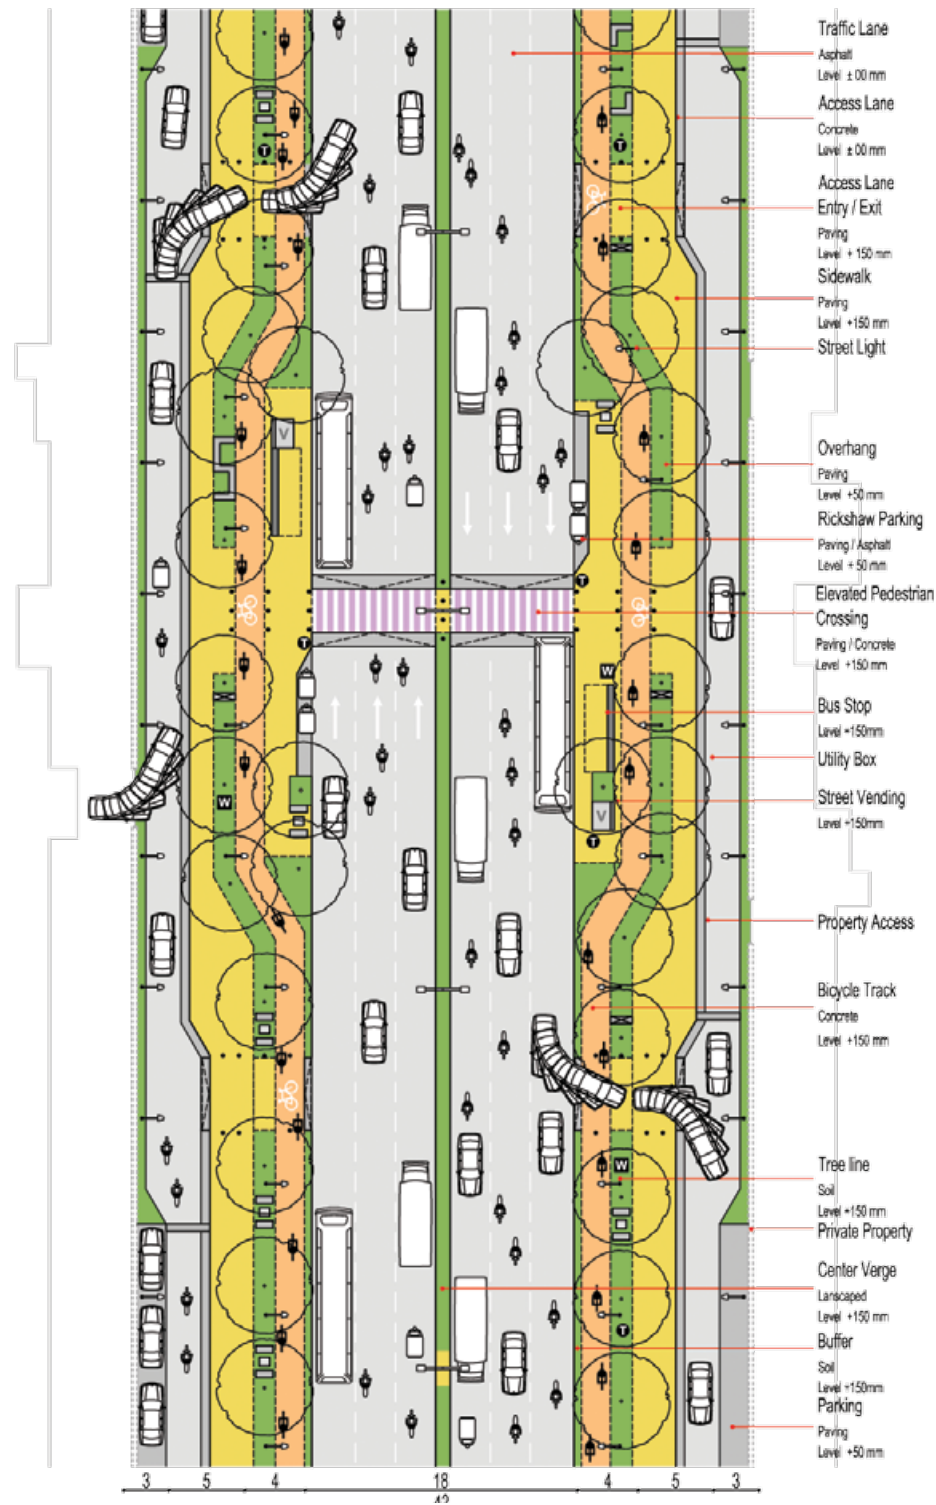 Traffic Lane
Asphalt
Level ± 00 mm
Access Lane
Concrete
Level ± 00 mm
Access Lane
Entry / Exit
Paving
Level + 150 mm
Sidewalk
Paving
Level +150 mm
Street Light
Overhang
Paving
Level +50 mm
Rickshaw Parking
Paving / Asphalt
Level + 50 mm
Elevated Pedestrian
Crossing
Paving / Concrete
Level +150 mm
Bus Stop
Level +150mm
Utility Box
Street Vending
Level +150mm
Property Access
Bicycle Track
Concrete
Level +150 mm
Tree line
Soil
Level +150 mm
Private Property
Center Verge
Lanscaped
Level +150 mm
Buffer
Soil
Level +150mm
Parking
Paving
Level +50 mm
T
T
V
T
T
W
W
V
T
W
T
3 5 4 18 4 5 3
42